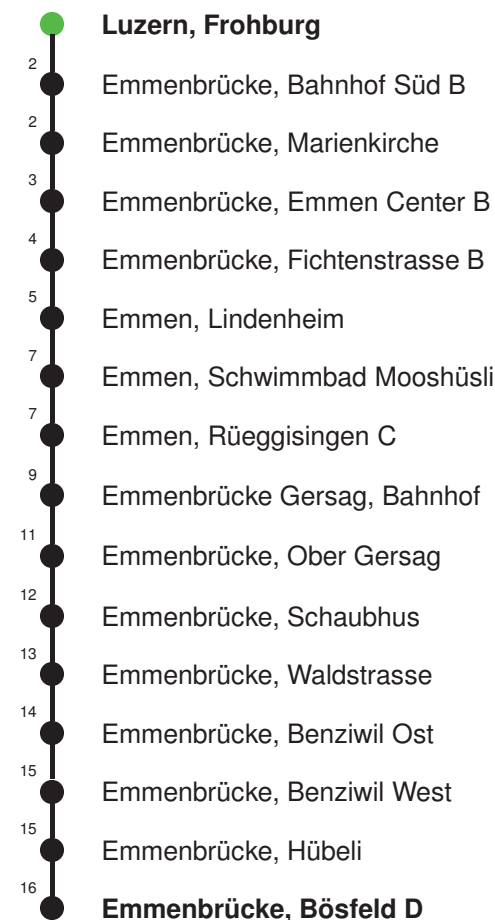 Luzern, Frohburg
2 Emmenbrücke, Bahnhof Süd B
2 Emmenbrücke, Marienkirche
3 Emmenbrücke, Emmen Center B
4 Emmenbrücke, Fichtenstrasse B
5 Emmen, Lindenheim
7 Emmen, Schwimmbad Mooshüsli
7 Emmen, Rüeggisingen C
9 Emmenbrücke Gersag, Bahnhof
11 Emmenbrücke, Ober Gersag
12 Emmenbrücke, Schaubhus
13 Emmenbrücke, Waldstrasse
14 Emmenbrücke, Benziwil Ost
15 Emmenbrücke, Benziwil West
15 Emmenbrücke, Hübeli
16 Emmenbrücke, Bösfeld D